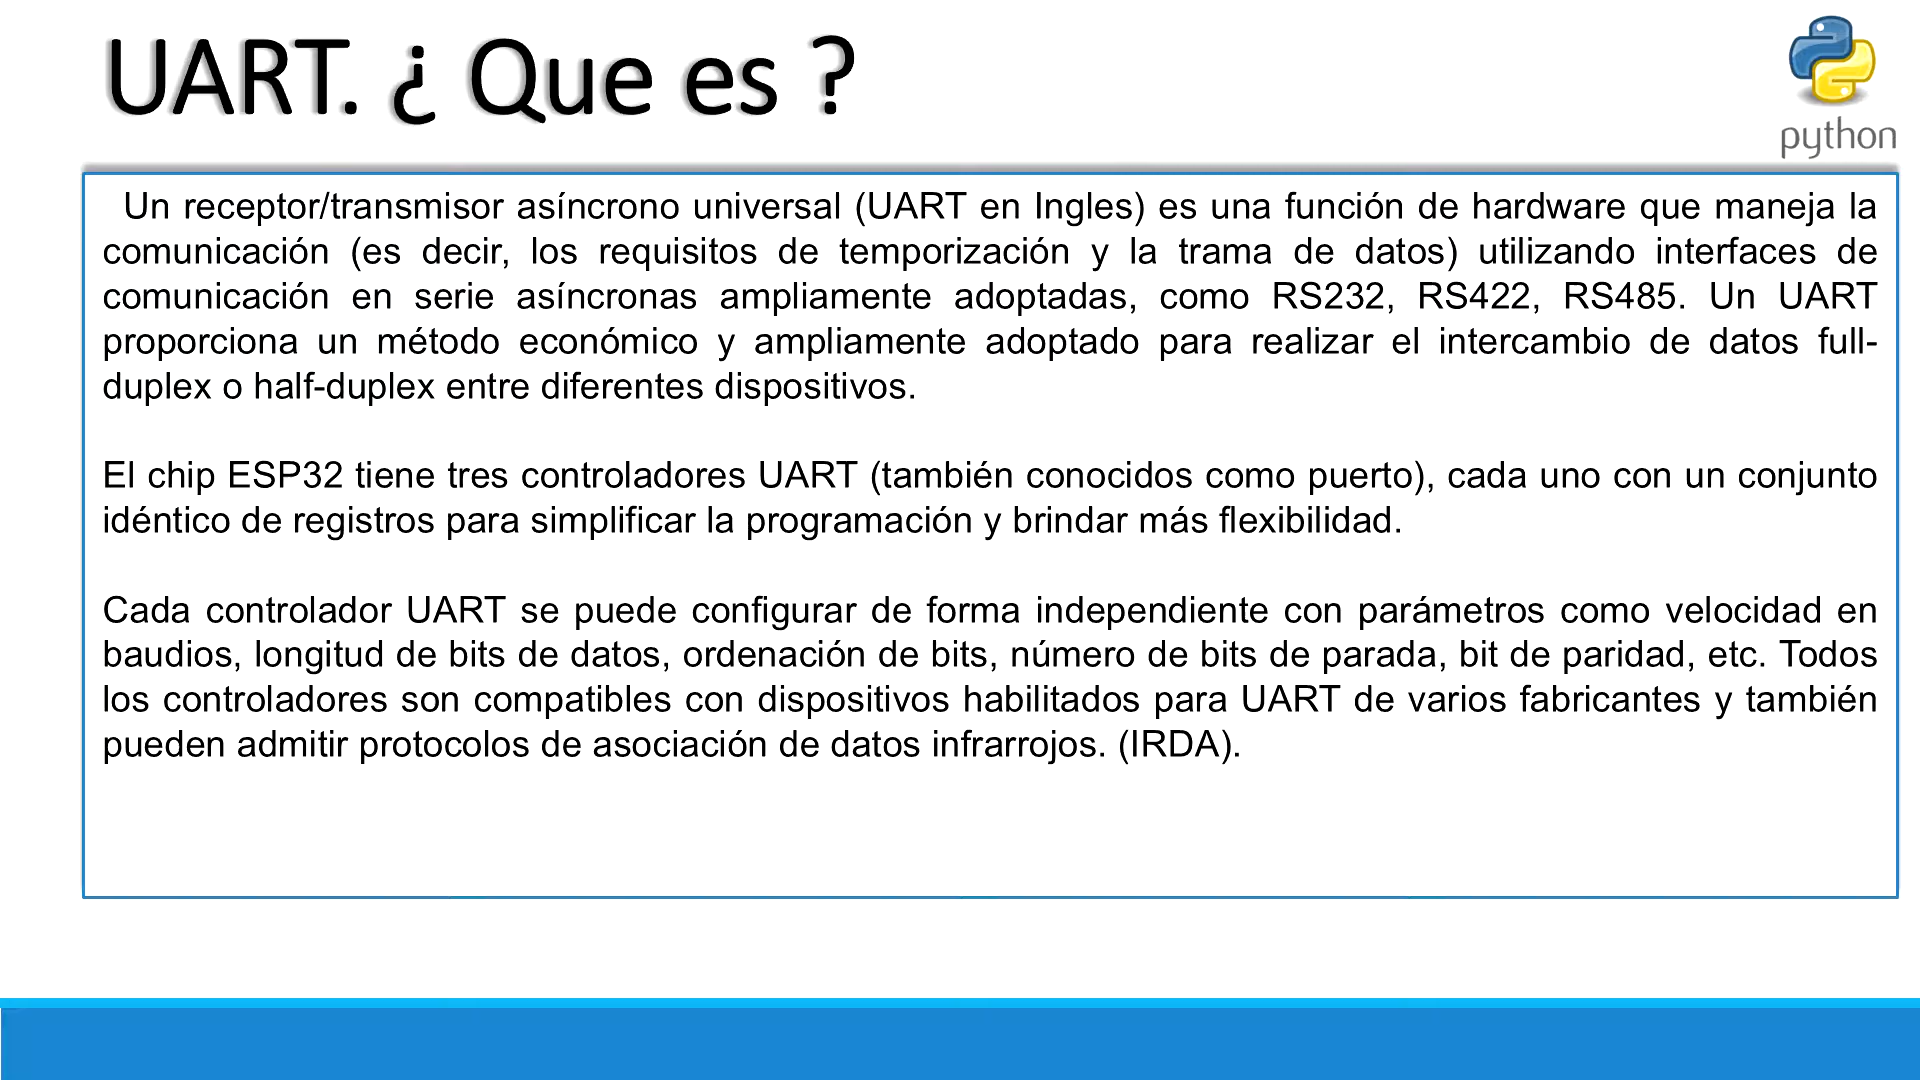 UART. ¿ Que es ?
python
Un receptor/transmisor asíncrono universal (UART en Ingles) es una función de hardware que maneja la
comunicación (es decir, los requisitos de temporización y la trama de datos) utilizando interfaces de
comunicación en serie asíncronas ampliamente adoptadas, como RS232, RS422, RS485. Un UART
proporciona un método económico y ampliamente adoptado para realizar el intercambio de datos full-
duplex o half-duplex entre diferentes dispositivos.
El chip ESP32 tiene tres controladores UART (también conocidos como puerto), cada uno con un conjunto
idéntico de registros para simplificar la programación y brindar más flexibilidad.
Cada controlador UART se puede configurar de forma independiente con parámetros como velocidad en
baudios, longitud de bits de datos, ordenación de bits, número de bits de parada, bit de paridad, etc. Todos
los controladores son compatibles con dispositivos habilitados para UART de varios fabricantes y también
pueden admitir protocolos de asociación de datos infrarrojos. (IRDA).